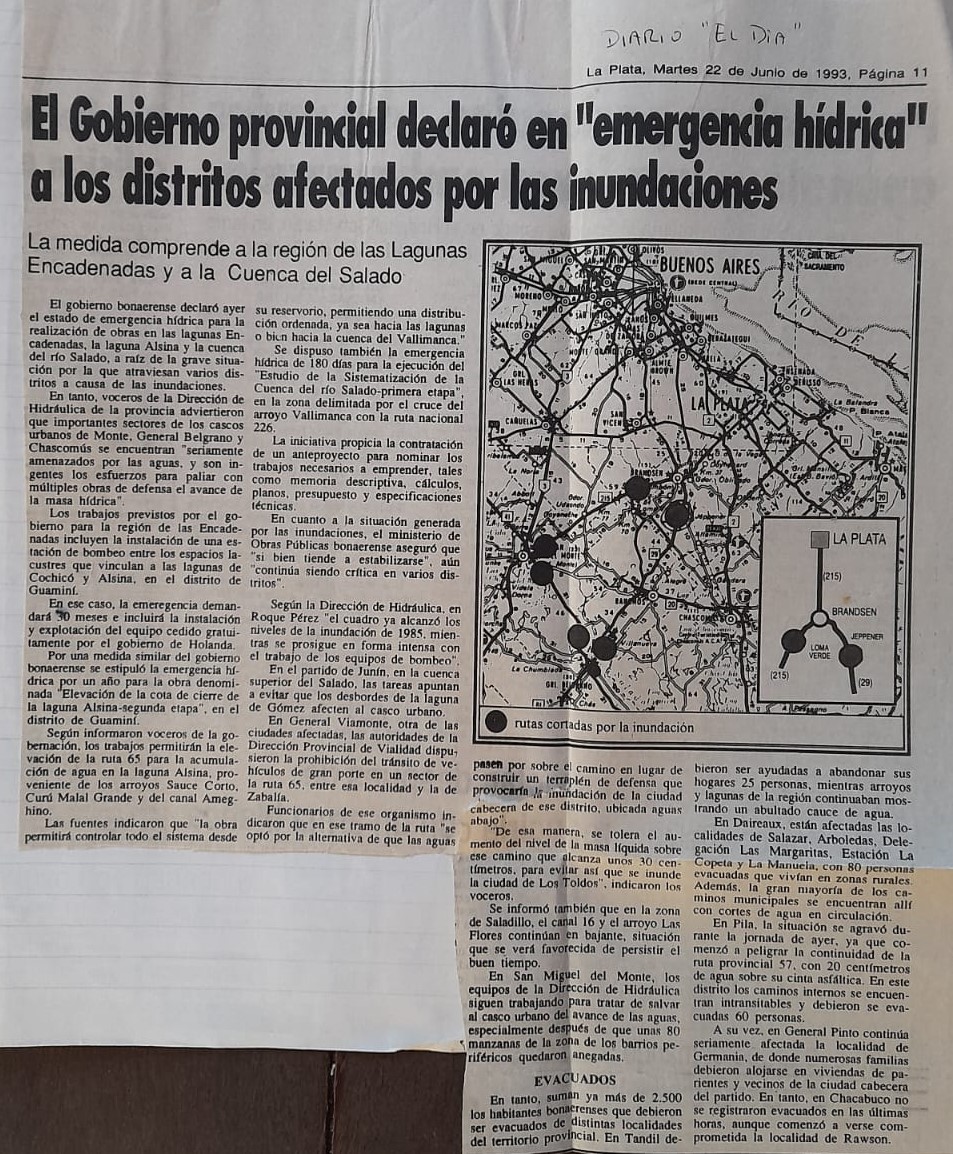 DIARIO "EL DIA"
La Plata, Martes 22 de Junio de 1993, Página 11
El Gobierno provincial declaró en "emergencia hídrica"
a los distritos afectados por las inundaciones
La medida comprende a la región de las Lagunas
Encadenadas y a la Cuenca del Salado
El gobierno bonaerense declaró ayer
el estado de emergencia hídrica para la
realización de obras en las lagunas En-
cadenadas, la laguna Alsina y la cuenca
del río Salado, a raíz de la grave situa-
ción por la que atraviesan varios dis-
tritos a causa de las inundaciones.
En tanto, voceros de la Dirección de
Hidráulica de la provincia advirtieron
que importantes sectores de los cascos
urbanos de Monte, General Belgrano y
Chascomús se encuentran "seriamente
amenazados por las aguas, y son in-
gentes los esfuerzos para paliar con
múltiples obras de defensa el avance de
la masa hídrica".
Los trabajos previstos por el go-
bierno para la región de las Encade-
nadas incluyen la instalación de una es-
tación de bombeo entre los espacios la-
custres que vinculan a las lagunas de
Cochicó y Alsina, en el distrito de
Guaminí.
En ese caso, la emeregencia deman-
dará 30 meses e incluirá la instalación
y explotación del equipo cedido gratui-
tamente por el gobierno de Holanda.
Por una medida similar del gobierno
bonaerense se estipuló la emergencia hí-
drica por un año para la obra denomi-
nada "Elevación de la cota de cierre de
la laguna Alsina-segunda etapa", en el
distrito de Guaminí.
Según informaron voceros de la go-
bernación, los trabajos permitirán la ele-
vación de la ruta 65 para la acumula-
ción de agua en la laguna Alsina, pro-
veniente de los arroyos Sauce Corto,
Curú Malal Grande y del canal Ameg-
hino.
Las fuentes indicaron que "la obra
permitirá controlar todo el sistema desde
su reservorio, permitiendo una distribu-
ción ordenada, ya sea hacia las lagunas
o bien hacia la cuenca del Vallimanca."
Se dispuso también la emergencia
hídrica de 180 días para la ejecución del
"Estudio de la Sistematización de la
Cuenca del río Salado-primera etapa",
en la zona delimitada por el cruce del
arroyo Vallimanca con la ruta nacional
226.
La iniciativa propicia la contratación
de un anteproyecto para nominar los
trabajos necesarios a emprender, tales
como memoria descriptiva, cálculos,
planos, presupuesto y especificaciones
técnicas.
En cuanto a la situación generada
por las inundaciones, el ministerio de
Obras Públicas bonaerense aseguró que
"si bien tiende a estabilizarse", aún
"continúa siendo crítica en varios dis-
tritos".
Según la Dirección de Hidráulica, en
Roque Pérez "el cuadro ya alcanzó los
niveles de la inundación de 1985, mien-
tras se prosigue en forma intensa con
el trabajo de los equipos de bombeo".
En el partido de Junín, en la cuenca
superior del Salado, las tareas apuntan
a evitar que los desbordes de la laguna
de Gómez afecten al casco urbano.
En General Viamonte, otra de las
ciudades afectadas, las autoridades de la
Dirección Provincial de Vialidad dispu-
sieron la prohibición del tránsito de ve-
hículos de gran porte en un sector de
la ruta 65, entre esa localidad y la de
Zabalía.
Funcionarios de ese organismo in-
dicaron que en ese tramo de la ruta "se
optó por la alternativa de que las aguas
OLIVOS
BUENOS AIRES
(SEDE CENTRAL)
MORENO
QUILMES
BERAZATEGUI
COLONIA DEL
SACRAMENTO
RÍO DE
LA PLATA
BERISSO
La Balandra
P. Blanca
CAÑUELAS
SAN
VICENTE
BRANDSEN
RANCHOS
CHASCOMUS
Villanueva
La Chumbiada
GRL. BELGRANO
LA PLATA
(215)
BRANDSEN
JEPPENER
LOMA
VERDE
(215)
(29)
rutas cortadas por la inundación
pasen por sobre el camino en lugar de
construir un terraplén de defensa que
provocaría la inundación de la ciudad
cabecera de ese distrito, ubicada aguas
abajo".
"De esa manera, se tolera el au-
mento del nivel de la masa líquida sobre
ese camino que alcanza unos 30 cen-
tímetros, para evitar así que se inunde
la ciudad de Los Toldos", indicaron los
voceros.
Se informó también que en la zona
de Saladillo, el canal 16 y el arroyo Las
Flores continúan en bajante, situación
que se verá favorecida de persistir el
buen tiempo.
En San Miguel del Monte, los
equipos de la Dirección de Hidráulica
siguen trabajando para tratar de salvar
al casco urbano del avance de las aguas,
especialmente después de que unas 80
manzanas de la zona de los barrios pe-
riféricos quedaron anegadas.
EVACUADOS
En tanto, suman ya más de 2.500
los habitantes bonaerenses que debieron
ser evacuados de distintas localidades
del territorio provincial. En Tandil de-
bieron ser ayudadas a abandonar sus
hogares 25 personas, mientras arroyos
y lagunas de la región continuaban mos-
trando un abultado cauce de agua.
En Daireaux, están afectadas las lo-
calidades de Salazar, Arboledas, Dele-
gación Las Margaritas, Estación La
Copeta y La Manuela, con 80 personas
evacuadas que vivían en zonas rurales.
Además, la gran mayoría de los ca-
minos municipales se encuentran allí
con cortes de agua en circulación.
En Pila, la situación se agravó du-
rante la jornada de ayer, ya que co-
menzó a peligrar la continuidad de la
ruta provincial 57, con 20 centímetros
de agua sobre su cinta asfáltica. En este
distrito los caminos internos se encuen-
tran intransitables y debieron se eva-
cuadas 60 personas.
A su vez, en General Pinto continúa
seriamente afectada la localidad de
Germania, de donde numerosas familias
debieron alojarse en viviendas de pa-
rientes y vecinos de la ciudad cabecera
del partido. En tanto, en Chacabuco no
se registraron evacuados en las últimas
horas, aunque comenzó a verse com-
prometida la localidad de Rawson.